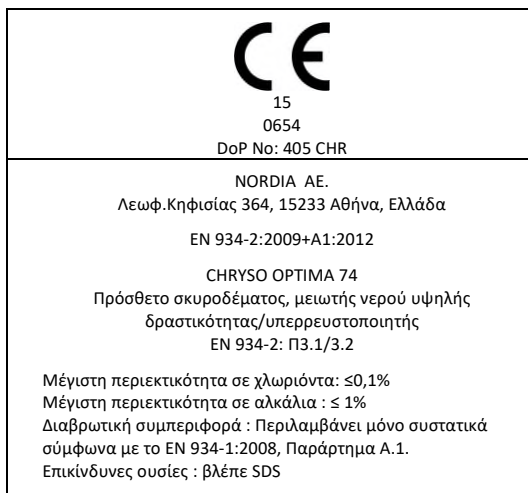 CE
15
0654
DoP No: 405 CHR
NORDIA AE.
Λεωφ.Κηφισίας 364, 15233 Αθήνα, Ελλάδα
EN 934-2:2009+A1:2012
CHRYSO OPTIMA 74
Πρόσθετο σκυροδέματος, μειωτής νερού υψηλής
δραστικότητας/υπερρευστοποιητής
EN 934-2: Π3.1/3.2
Μέγιστη περιεκτικότητα σε χλωριόντα: ≤0,1%
Μέγιστη περιεκτικότητα σε αλκάλια : ≤ 1%
Διαβρωτική συμπεριφορά : Περιλαμβάνει μόνο συστατικά
σύμφωνα με το EN 934-1:2008, Παράρτημα Α.1.
Επικίνδυνες ουσίες : βλέπε SDS